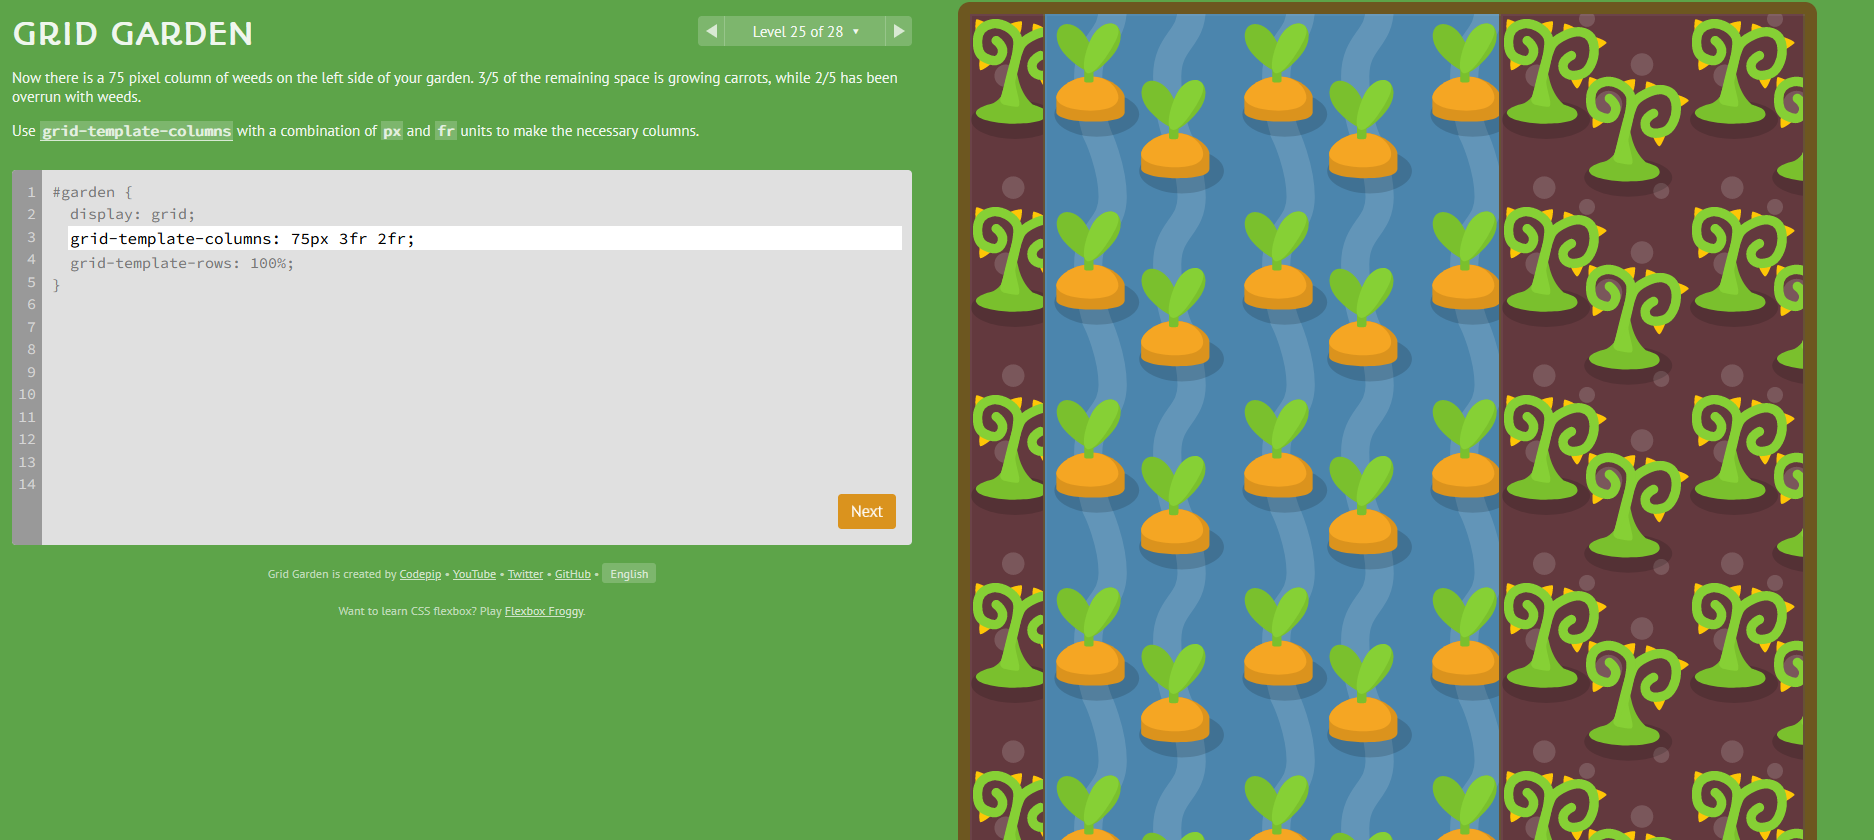 GRID GARDEN
Level 25 of 28 ▾
Now there is a 75 pixel column of weeds on the left side of your garden. 3/5 of the remaining space is growing carrots, while 2/5 has been
overrun with weeds.
Use grid-template-columns with a combination of px and fr units to make the necessary columns.
1 #garden {
2 display: grid;
3 grid-template-columns: 75px 3fr 2fr;
4 grid-template-rows: 100%;
5 }
6
7
8
9
10
11
12
13
14
Next
Grid Garden is created by Codepip • YouTube • Twitter • GitHub • English
Want to learn CSS flexbox? Play Flexbox Froggy.